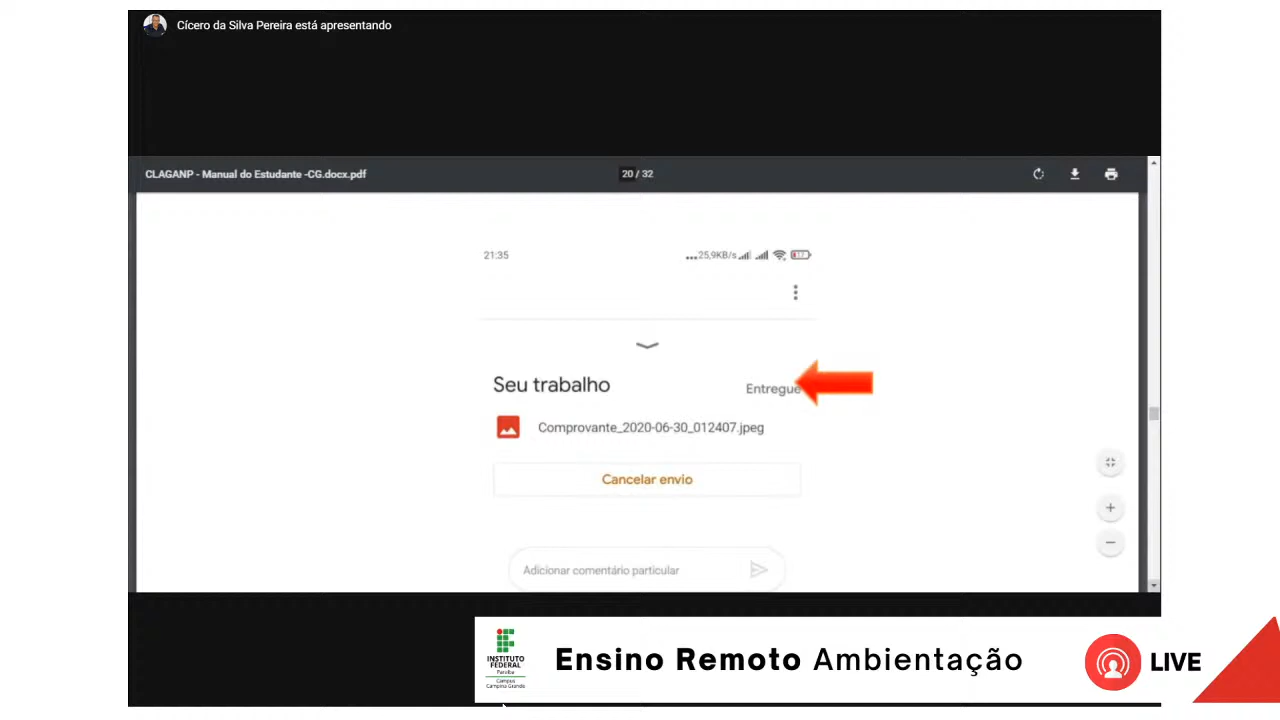 Cícero da Silva Pereira está apresentando
CLAGANP - Manual do Estudante -CG.docx.pdf
20 / 32
21:35
...25,9KB/s
Seu trabalho
Entregue
Comprovante_2020-06-30_012407.jpeg
Cancelar envio
Adicionar comentário particular
INSTITUTO
FEDERAL
Paraíba
Campus
Campina Grande
Ensino Remoto Ambientação
LIVE